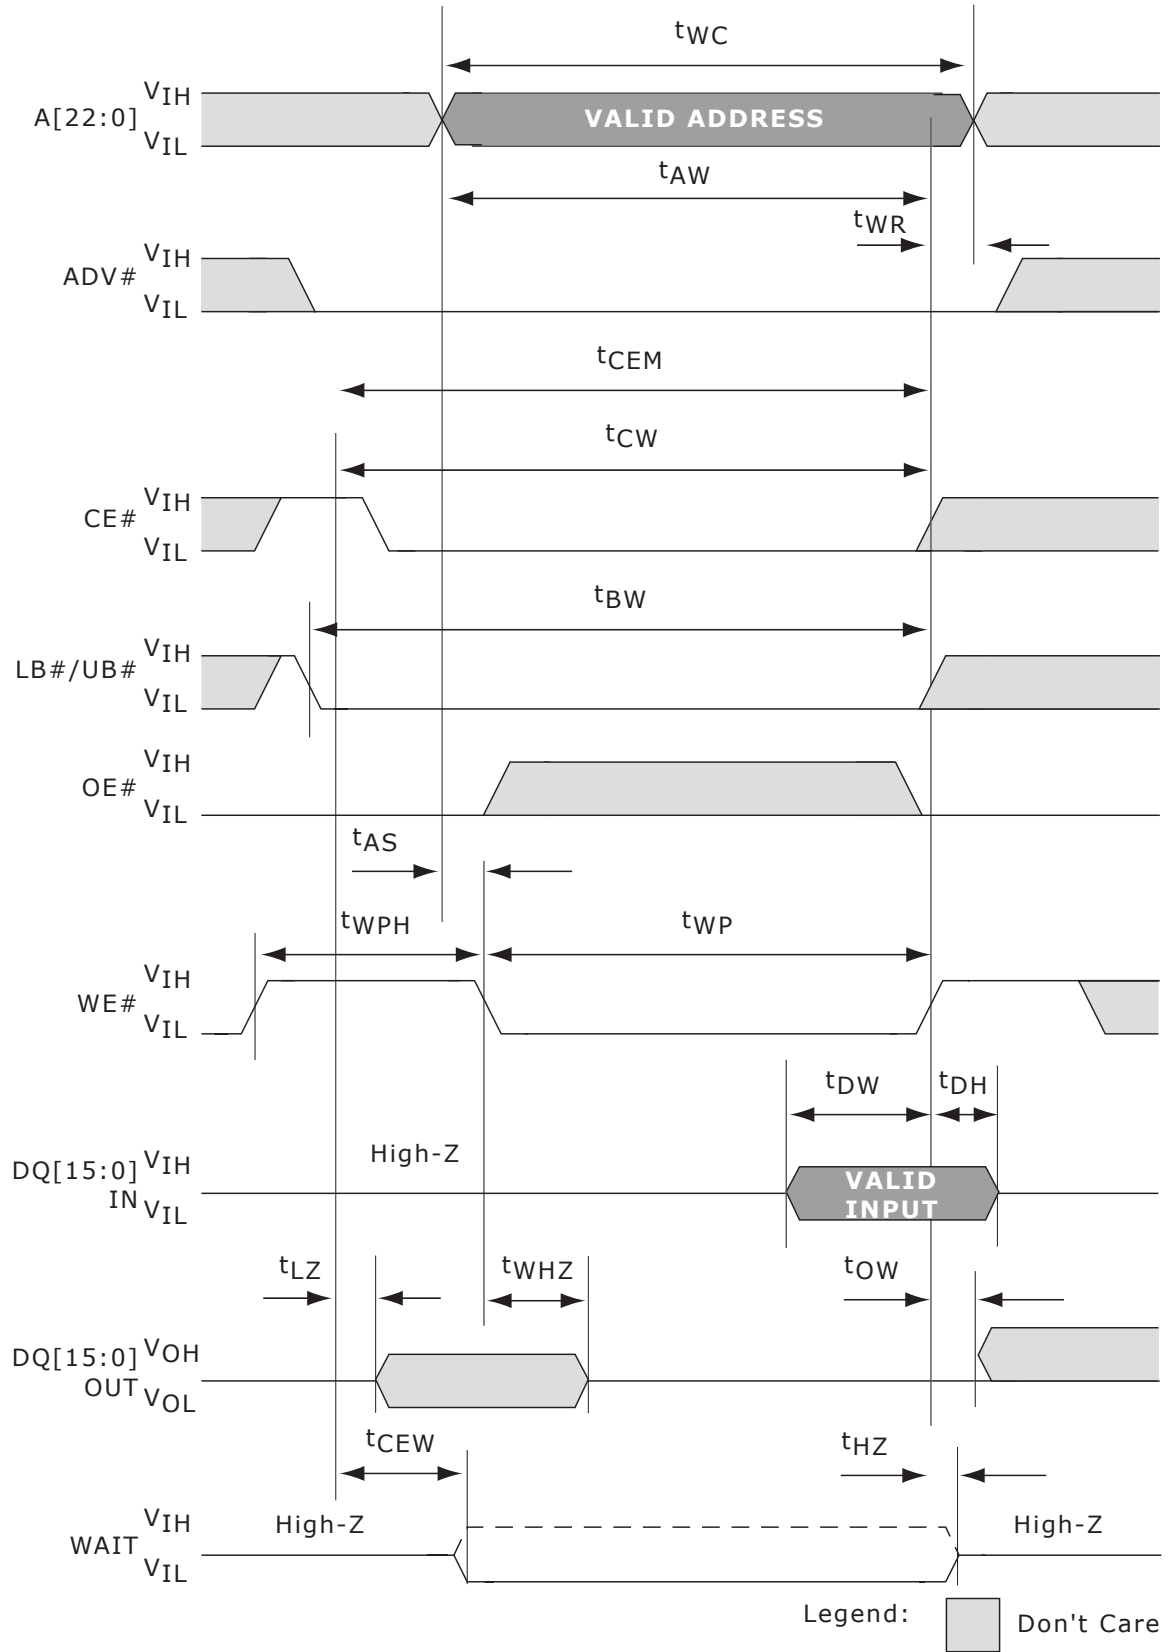 tWC
A[22:0] VIH
VIL
VALID ADDRESS
tAW
tWR
ADV# VIH
VIL
tCEM
tCW
CE# VIH
VIL
tBW
LB#/UB# VIH
VIL
OE# VIH
VIL
tAS
tWPH tWP
WE# VIH
VIL
tDW tDH
High-Z
DQ[15:0] VIH
IN VIL
VALID
INPUT
tLZ tWHZ tOW
DQ[15:0] VOH
OUT VOL
tCEW tHZ
WAIT VIH
VIL
High-Z High-Z
Legend: Don't Care